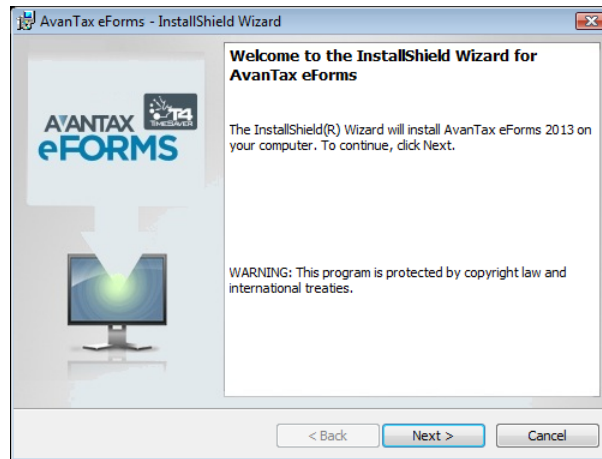 AvanTax eForms - InstallShield Wizard
Welcome to the InstallShield Wizard for
AvanTax eForms
AVANTAX
T4
TIMESAVER
eFORMS
The InstallShield(R) Wizard will install AvanTax eForms 2013 on
your computer. To continue, click Next.
WARNING: This program is protected by copyright law and
international treaties.
< Back
Next >
Cancel